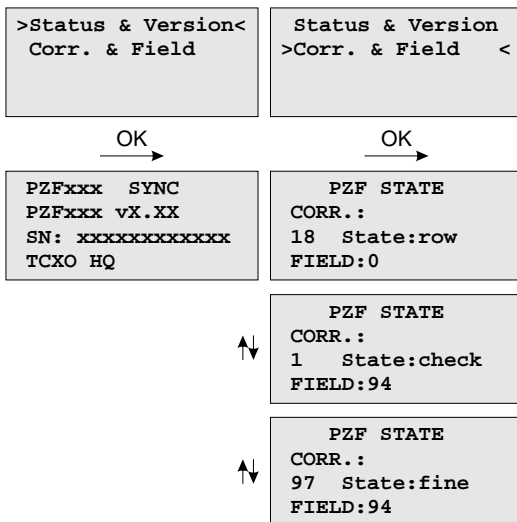 >Status & Version<
Corr. & Field
Status & Version
>Corr. & Field <
OK
OK
PZFxxx SYNC
PZFxxx vX.XX
SN: xxxxxxxxxxxx
TCXO HQ
PZF STATE
CORR.:
18 State:row
FIELD:0
PZF STATE
CORR.:
1 State:check
FIELD:94
PZF STATE
CORR.:
97 State:fine
FIELD:94